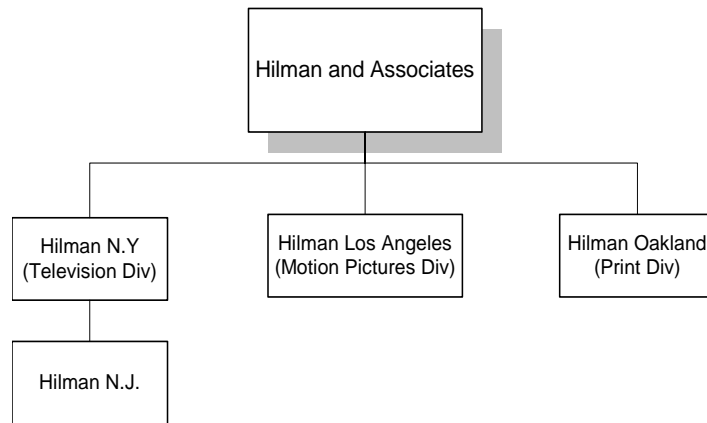 Hilman and Associates
Hilman N.Y
(Television Div)
Hilman Los Angeles
(Motion Pictures Div)
Hilman Oakland
(Print Div)
Hilman N.J.